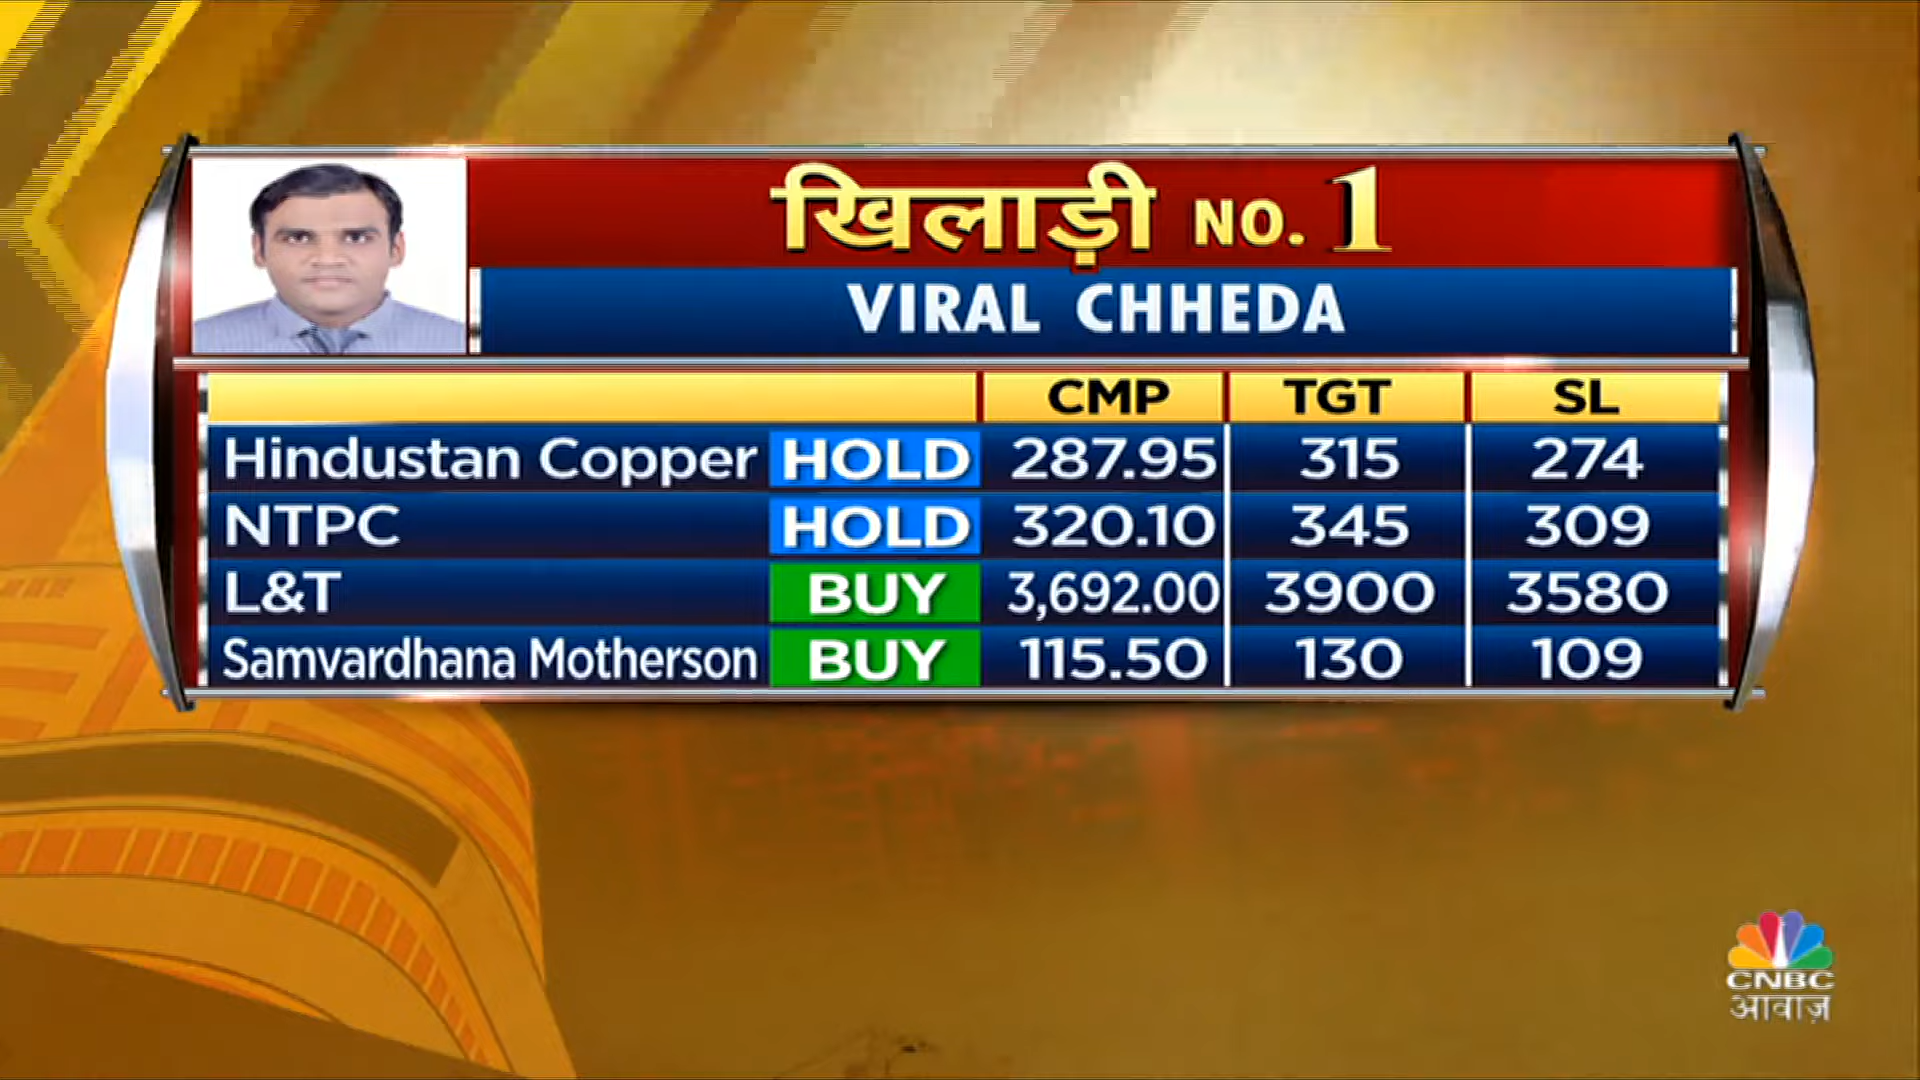 खिलाड़ी NO. 1
VIRAL CHHEDA
CMP TGT SL
Hindustan Copper HOLD 287.95 315 274
NTPC HOLD 320.10 345 309
L&T BUY 3,692.00 3900 3580
Samvardhana Motherson BUY 115.50 130 109
CNBC
आवाज़